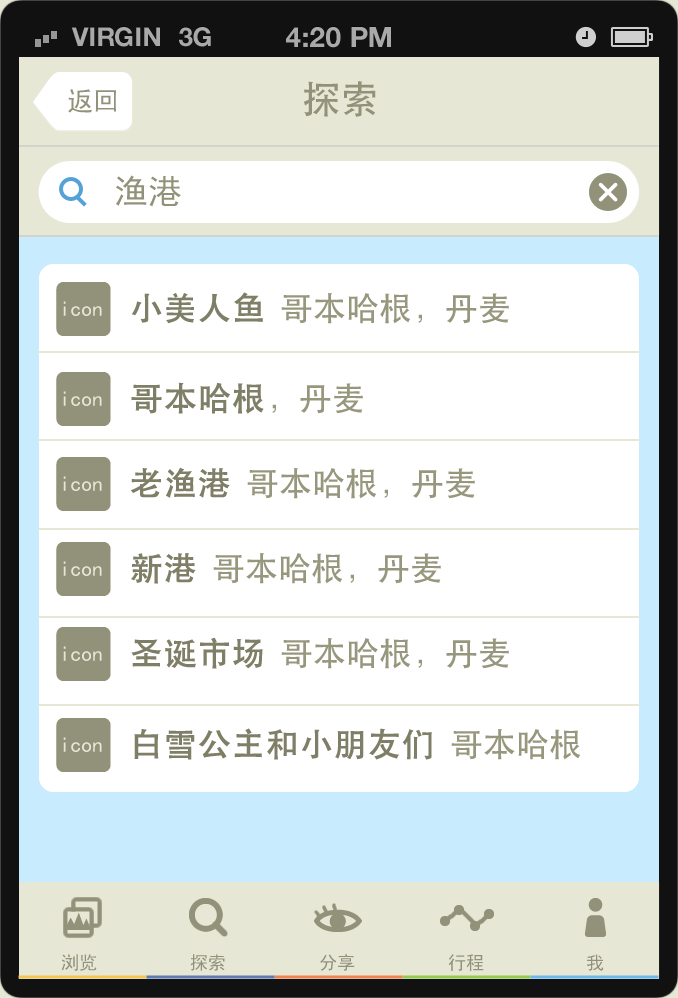 VIRGIN 3G 4:20 PM
返回 探索
渔港
icon 小美人鱼 哥本哈根，丹麦
icon 哥本哈根，丹麦
icon 老渔港 哥本哈根，丹麦
icon 新港 哥本哈根，丹麦
icon 圣诞市场 哥本哈根，丹麦
icon 白雪公主和小朋友们 哥本哈根
浏览 探索 分享 行程 我